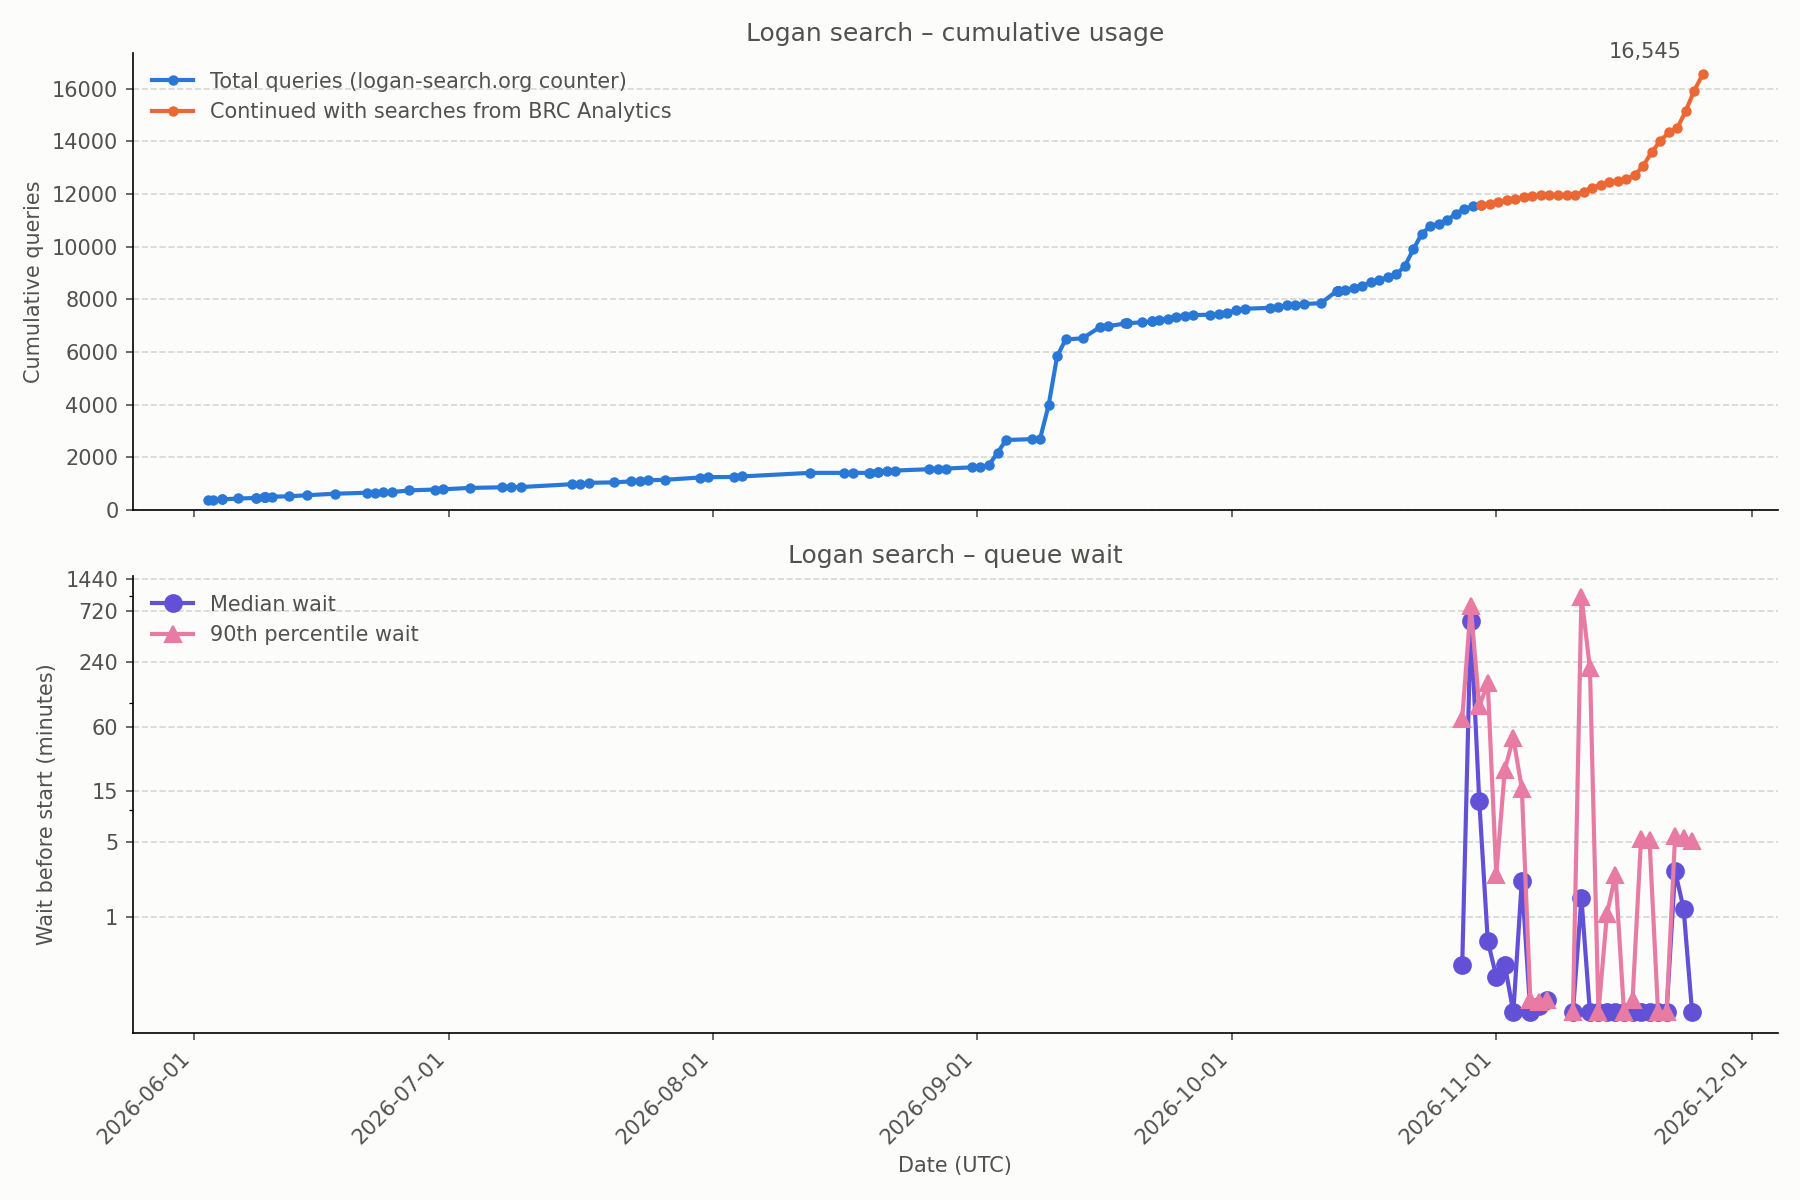 Logan search – cumulative usage
16,545
Total queries (logan-search.org counter)
Continued with searches from BRC Analytics
16000
14000
12000
10000
8000
6000
4000
2000
0
Cumulative queries
Logan search – queue wait
Median wait
90th percentile wait
1440
720
240
60
15
5
1
Wait before start (minutes)
2026-06-01
2026-07-01
2026-08-01
2026-09-01
2026-10-01
2026-11-01
2026-12-01
Date (UTC)